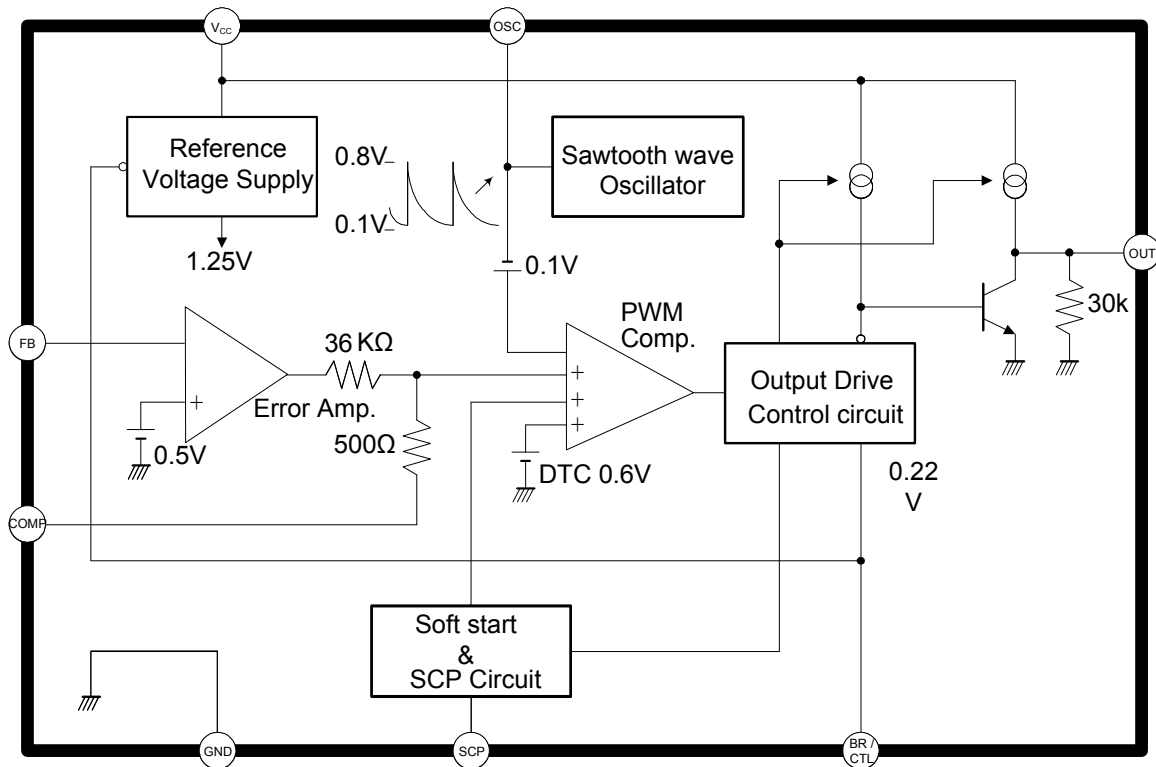 VCC
OSC
Reference
Voltage Supply
0.8V
0.1V
Sawtooth wave
Oscillator
1.25V
0.1V
OUT
30k
PWM
Comp.
FB
36 KΩ
+
Error Amp.
0.5V
500Ω
+
+
+
DTC 0.6V
Output Drive
Control circuit
0.22
V
COMP
Soft start
&
SCP Circuit
GND
SCP
BR /
CTL